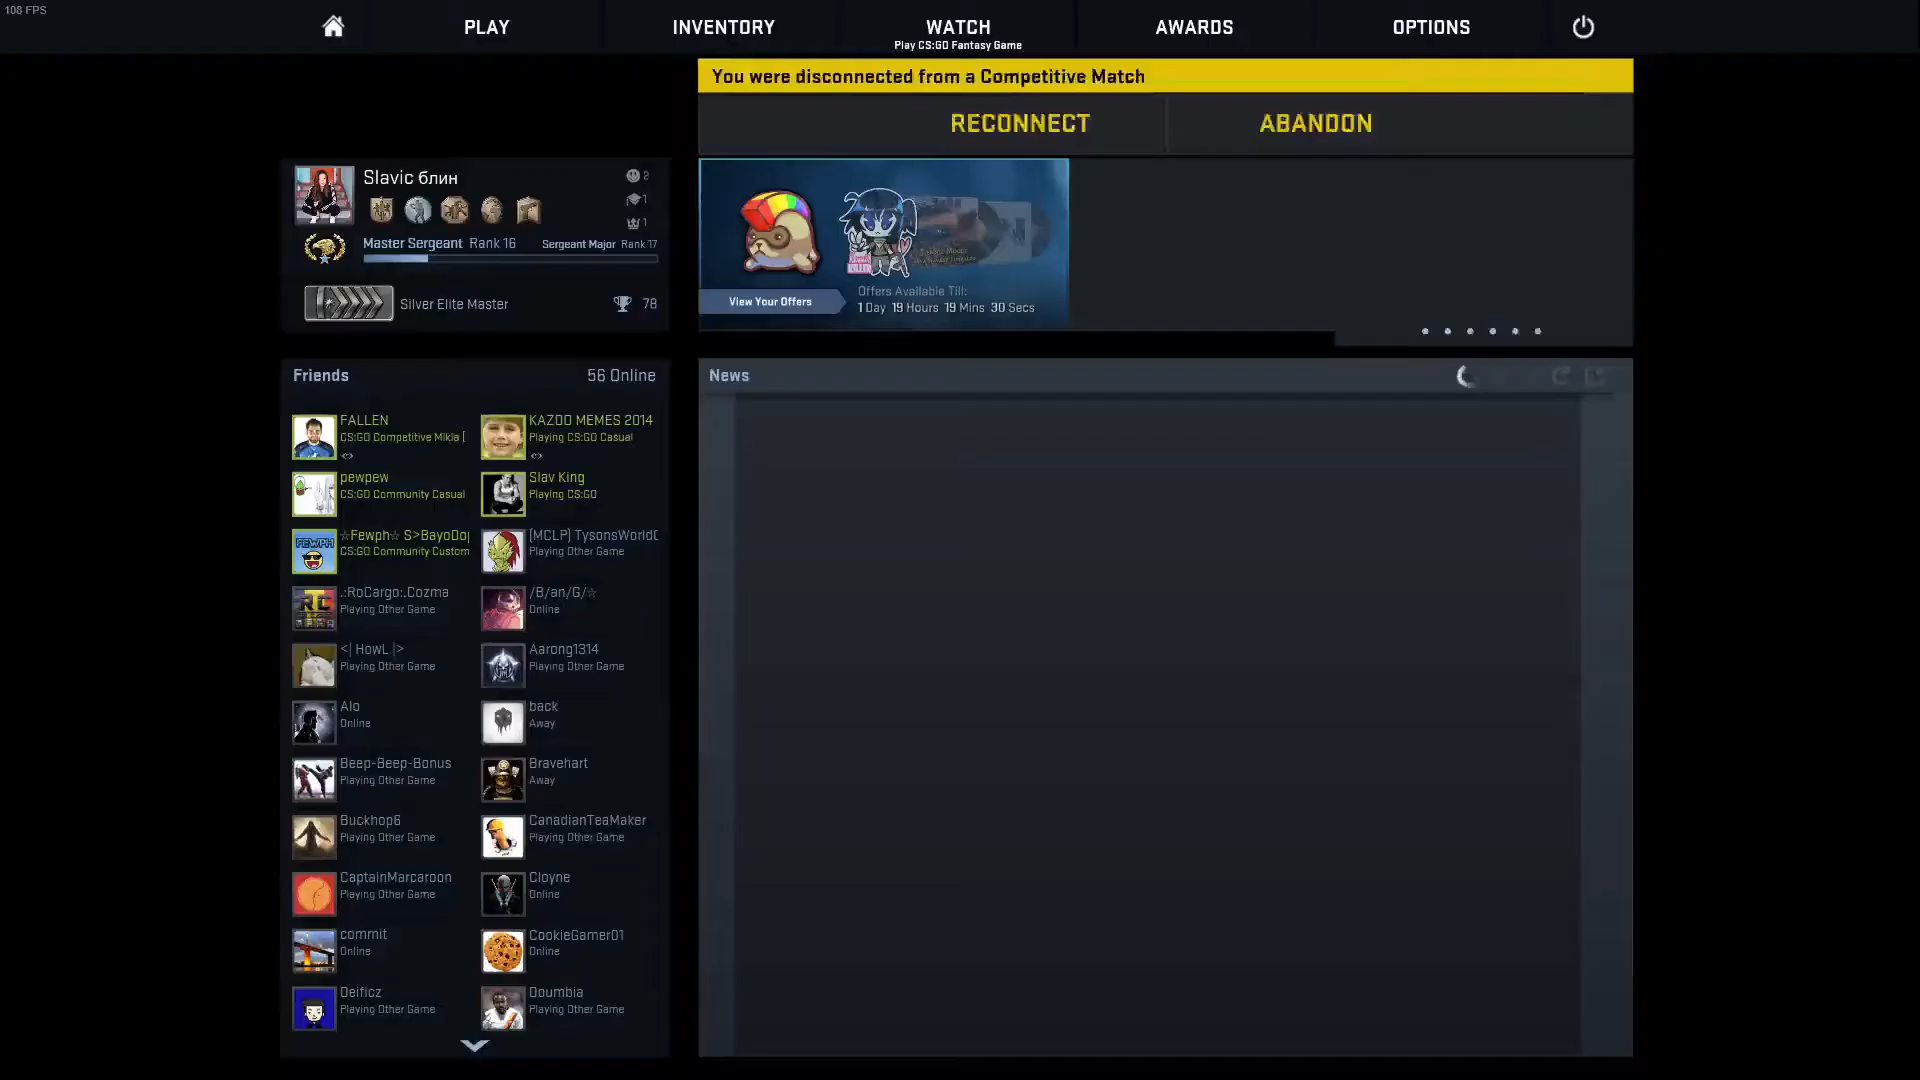 108 FPS
PLAY
INVENTORY
WATCH
Play CS:GO Fantasy Game
AWARDS
OPTIONS
You were disconnected from a Competitive Match
RECONNECT
ABANDON
Slavic блин
2
1
1
Master Sergeant Rank 16
Sergeant Major Rank 17
Silver Elite Master
78
View Your Offers
Offers Available Till:
1 Day 19 Hours 19 Mins 30 Secs
Friends
56 Online
News
FALLEN
CS:GO Competitive Mikla [
KAZOO MEMES 2014
Playing CS:GO Casual
pewpew
CS:GO Community Casual
Slav King
Playing CS:GO
☆Fewph☆ S>BayoDop
CS:GO Community Custom
[MCLP] TysonsWorldO
Playing Other Game
.:RoCargo:.Cozma
Playing Other Game
/B/an/G/☆
Online
<| HowL |>
Playing Other Game
Aarong1314
Playing Other Game
Alo
Online
back
Away
Beep-Beep-Bonus
Playing Other Game
Bravehart
Away
Buckhop6
Playing Other Game
CanadianTeaMaker
Playing Other Game
CaptainMarcaroon
Playing Other Game
Cloyne
Online
commit
Online
CookieGamer01
Online
Deificz
Playing Other Game
Doumbia
Playing Other Game